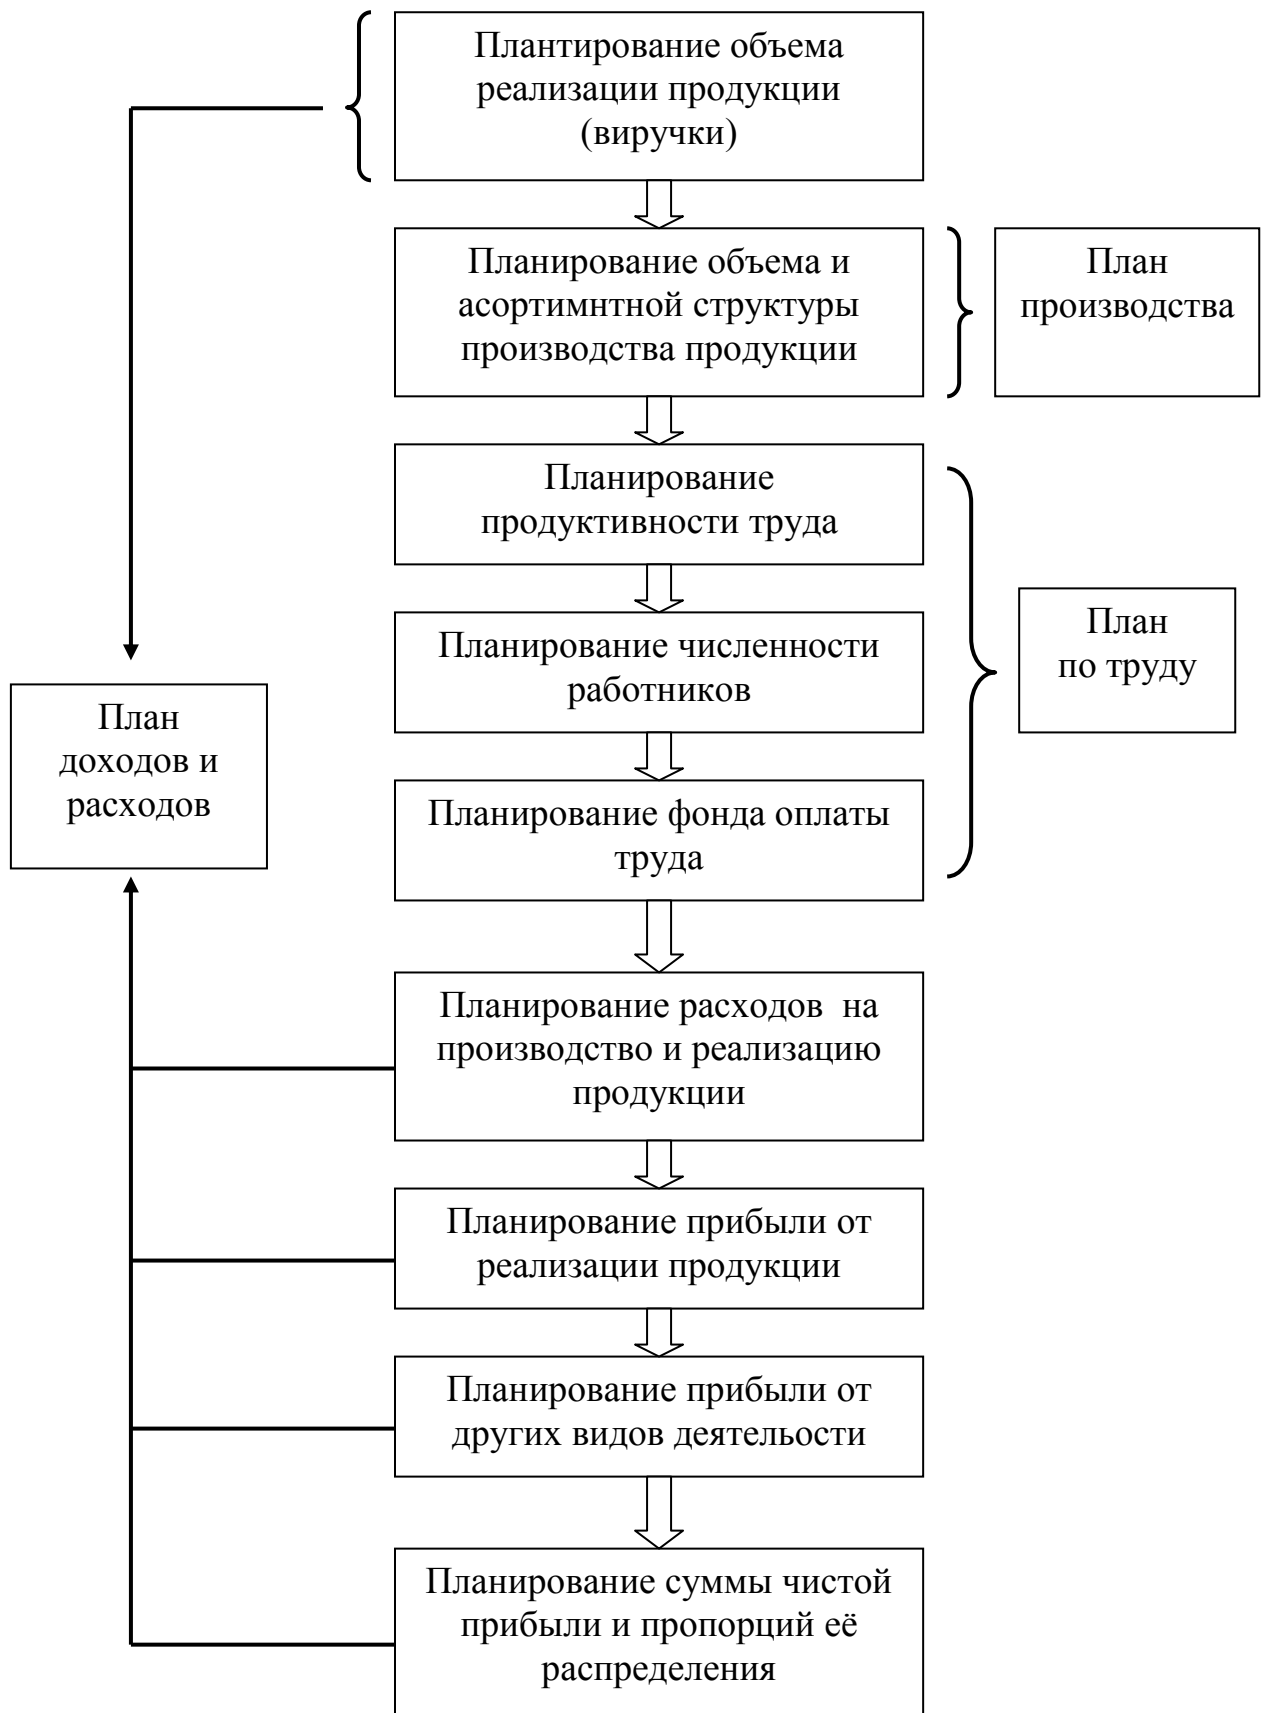 Плантирование объема
реализации продукции
(виручки)
Планирование объема и
асортимнтной структуры
производства продукции
План
производства
Планирование
продуктивности труда
Планирование численности
работников
План
по труду
План
доходов и
расходов
Планирование фонда оплаты
труда
Планирование расходов  на
производство и реализацию
продукции
Планирование прибыли от
реализации продукции
Планирование прибыли от
других видов деятельости
Планирование суммы чистой
прибыли и пропорций её
распределения